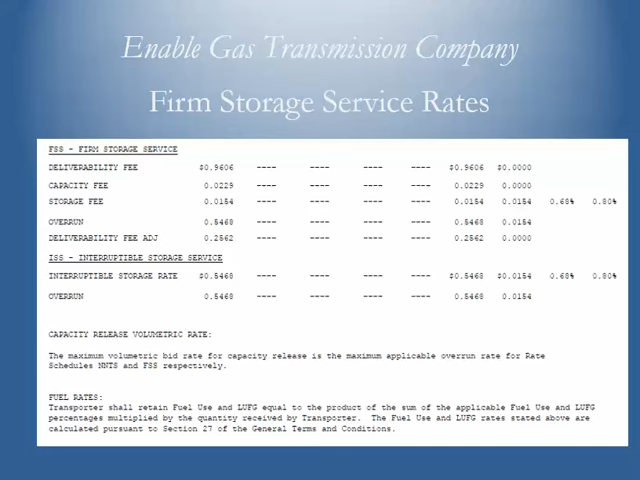 Enable Gas Transmission Company
Firm Storage Service Rates
FSS - FIRM STORAGE SERVICE
DELIVERABILITY FEE $0.9606 ---- ---- ---- ---- $0.9606 $0.0000
CAPACITY FEE 0.0229 ---- ---- ---- ---- 0.0229 0.0000
STORAGE FEE 0.0154 ---- ---- ---- ---- 0.0154 0.0154 0.68% 0.80%
OVERRUN 0.5468 ---- ---- ---- ---- 0.5468 0.0154
DELIVERABILITY FEE ADJ 0.2562 ---- ---- ---- ---- 0.2562 0.0000
ISS - INTERRUPTIBLE STORAGE SERVICE
INTERRUPTIBLE STORAGE RATE $0.5468 ---- ---- ---- ---- $0.5468 $0.0154 0.68% 0.80%
OVERRUN 0.5468 ---- ---- ---- ---- 0.5468 0.0154
CAPACITY RELEASE VOLUMETRIC RATE:
The maximum volumetric bid rate for capacity release is the maximum applicable overrun rate for Rate
Schedules NNTS and FSS respectively.
FUEL RATES:
Transporter shall retain Fuel Use and LUFG equal to the product of the sum of the applicable Fuel Use and LUFG
percentages multiplied by the quantity received by Transporter. The Fuel Use and LUFG rates stated above are
calculated pursuant to Section 27 of the General Terms and Conditions.